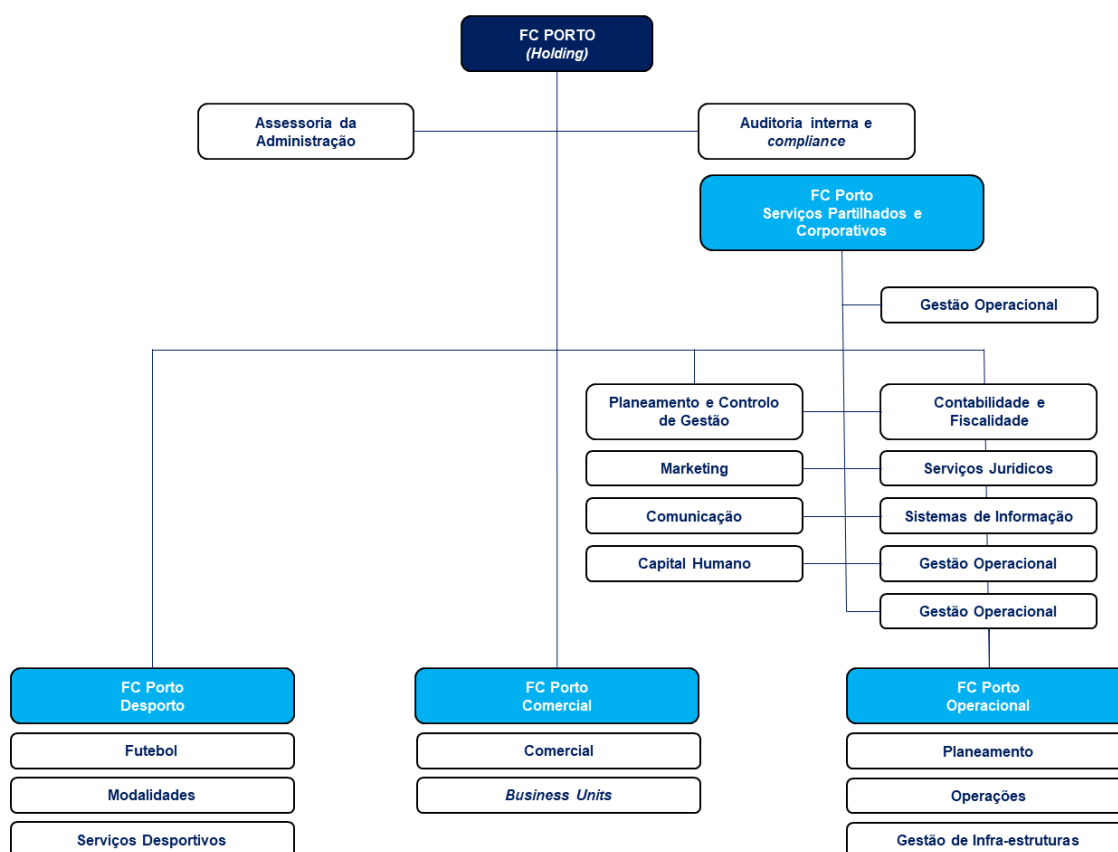 FC PORTO
(Holding)
Assessoria da
Administração
Auditoria interna e
compliance
FC Porto
Serviços Partilhados e
Corporativos
Gestão Operacional
Planeamento e Controlo
de Gestão
Contabilidade e
Fiscalidade
Marketing
Serviços Jurídicos
Comunicação
Sistemas de Informação
Capital Humano
Gestão Operacional
Gestão Operacional
FC Porto
Desporto
Futebol
Modalidades
Serviços Desportivos
FC Porto
Comercial
Comercial
Business Units
FC Porto
Operacional
Planeamento
Operações
Gestão de Infra-estruturas